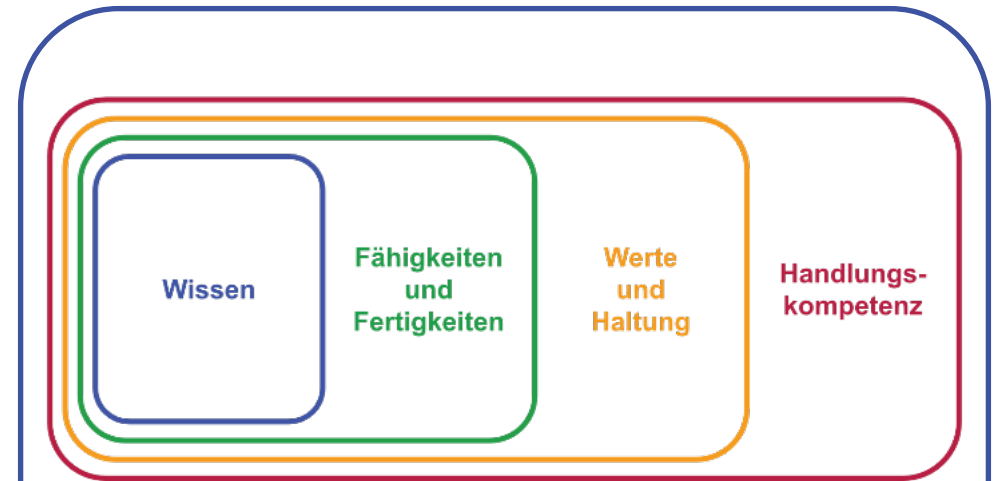 Wissen
Fähigkeiten
und
Fertigkeiten
Werte
und
Haltung
Handlungs-
kompetenz